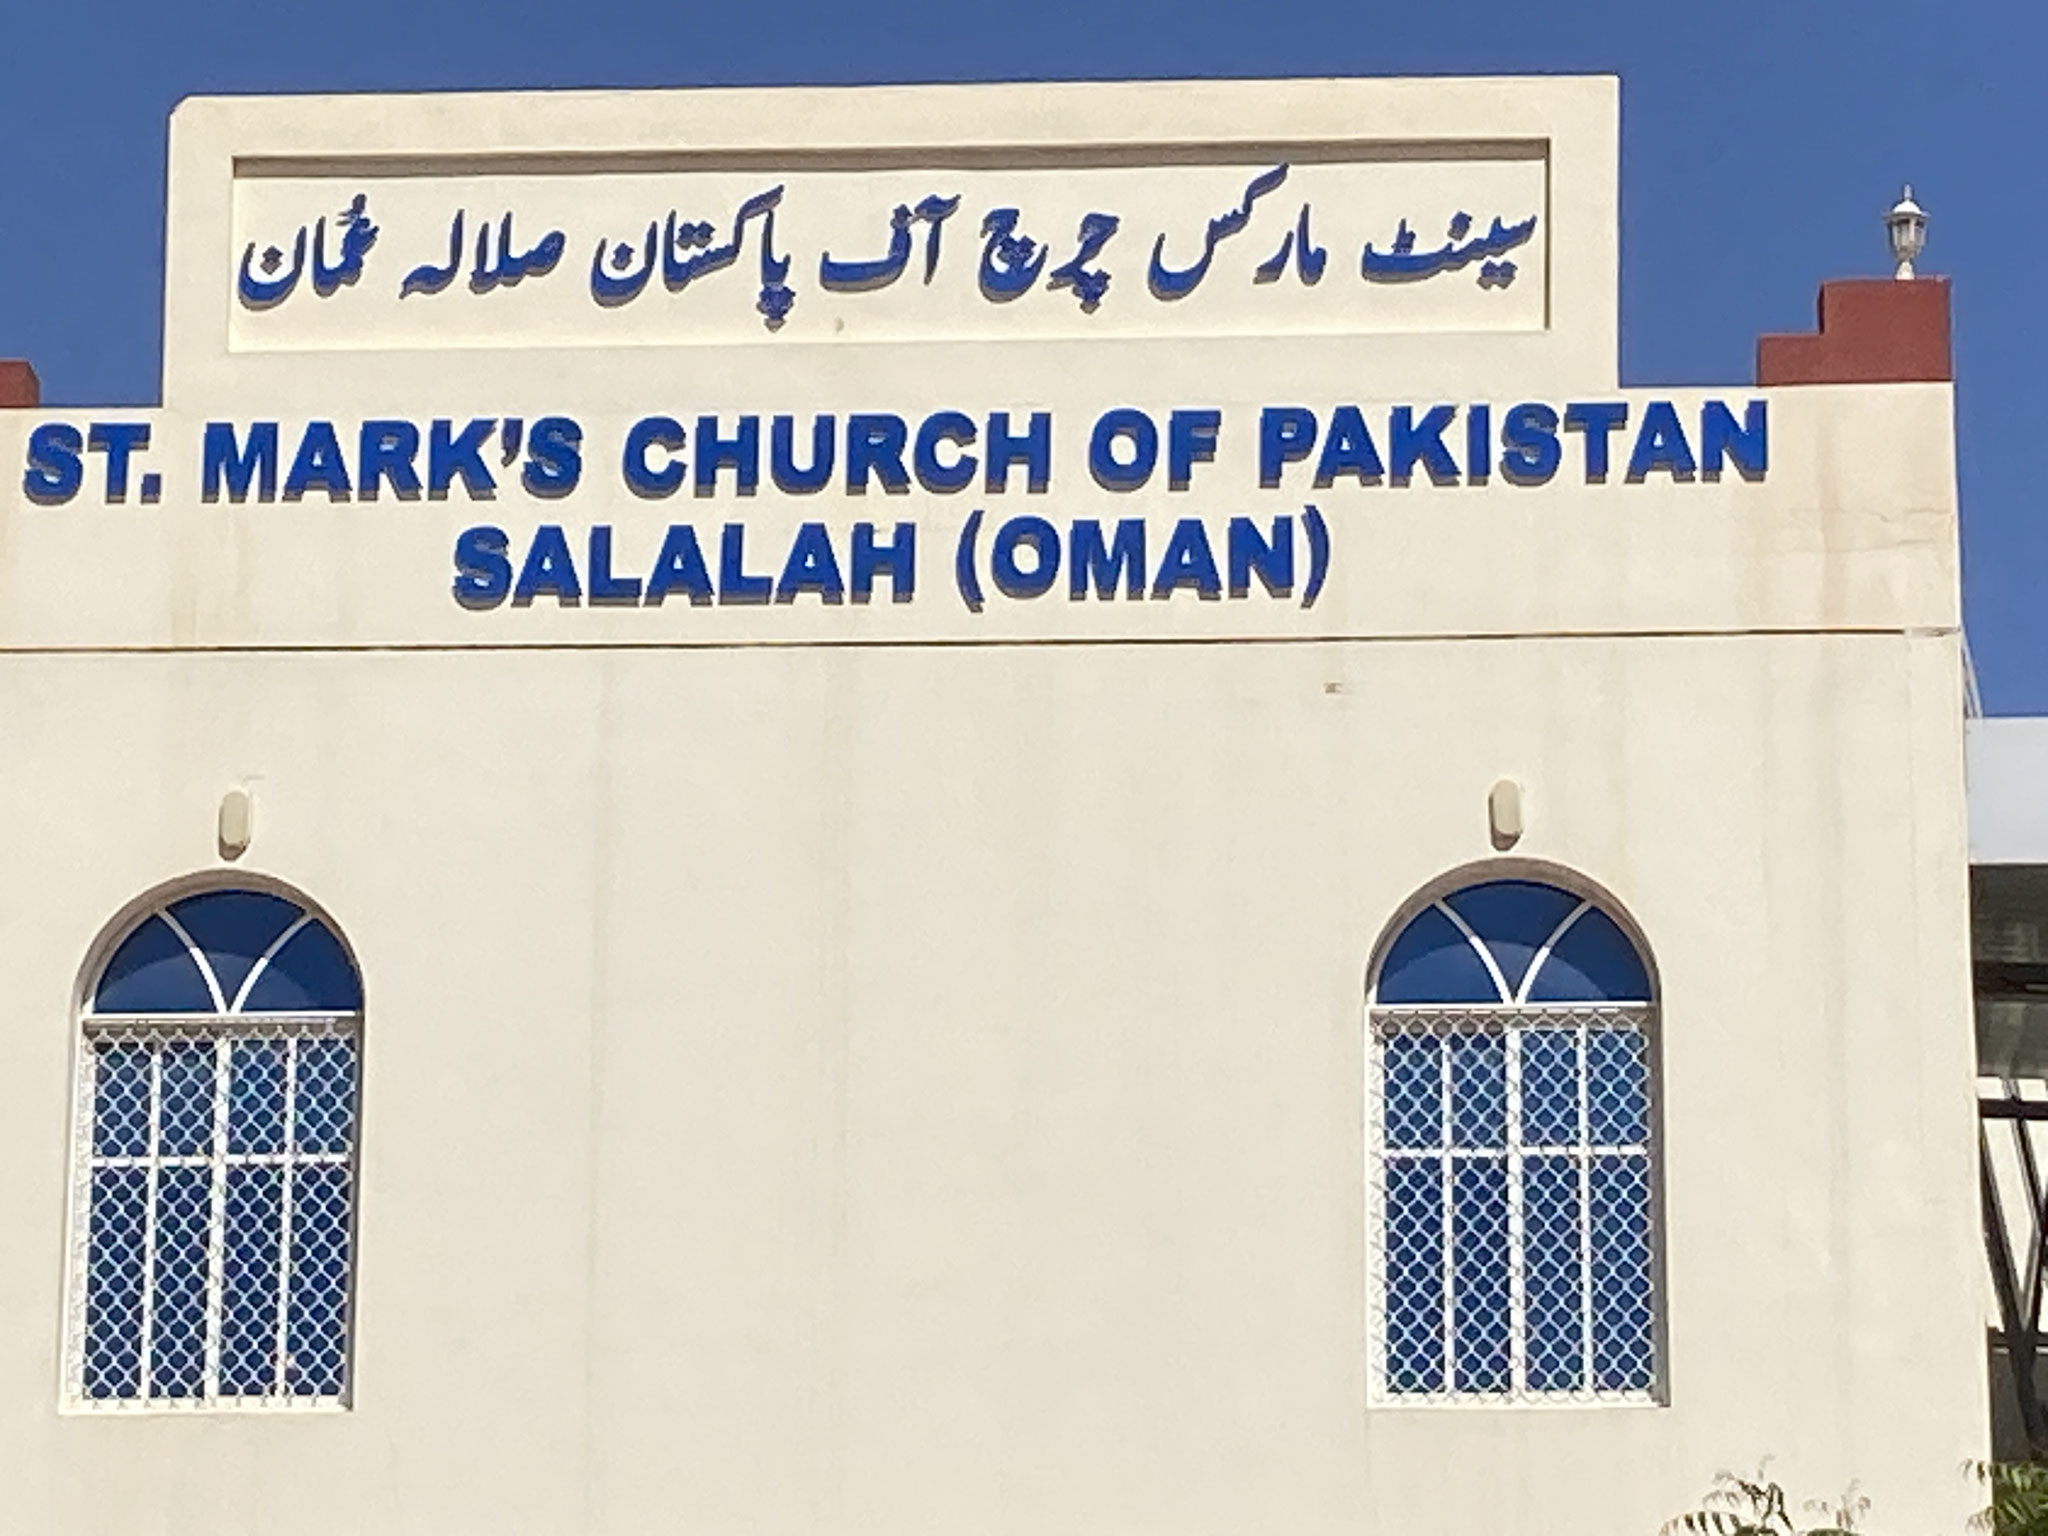 سینٹ مارکس چرچ آف پاکستان صلالہ عُمان
ST. MARK'S CHURCH OF PAKISTAN
SALALAH (OMAN)